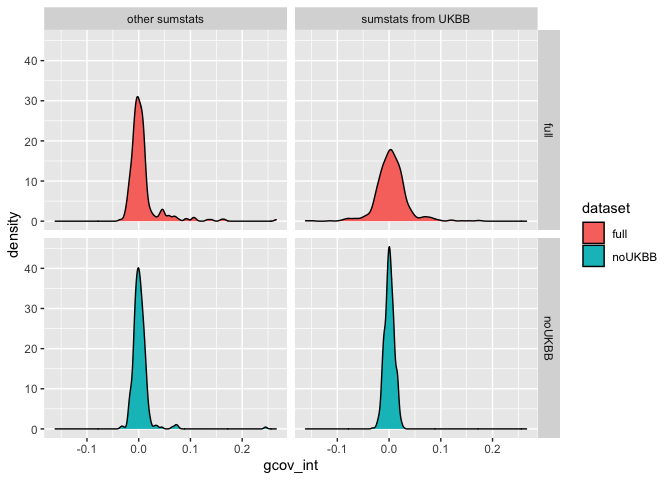 other sumstats
sumstats from UKBB
40
30
20
10
0
full
40
30
20
10
0
noUKBB
density
-0.1 0.0 0.1 0.2
-0.1 0.0 0.1 0.2
gcov_int
dataset
full
noUKBB